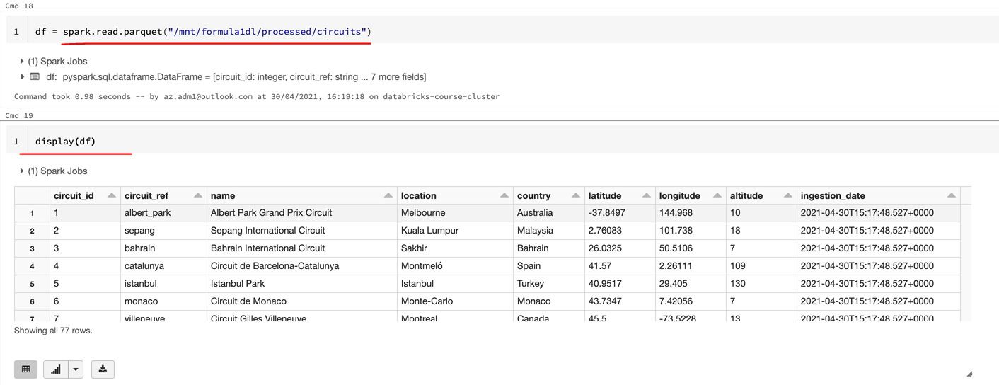 Cmd 18
1 df = spark.read.parquet("/mnt/formula1dl/processed/circuits")
(1) Spark Jobs
df: pyspark.sql.dataframe.DataFrame = [circuit_id: integer, circuit_ref: string ... 7 more fields]
Command took 0.98 seconds -- by az.adm1@outlook.com at 30/04/2021, 16:19:18 on databricks-course-cluster
Cmd 19
1 display(df)
(1) Spark Jobs
circuit_id circuit_ref name location country latitude longitude altitude ingestion_date
1 1 albert_park Albert Park Grand Prix Circuit Melbourne Australia -37.8497 144.968 10 2021-04-30T15:17:48.527+0000
2 2 sepang Sepang International Circuit Kuala Lumpur Malaysia 2.76083 101.738 18 2021-04-30T15:17:48.527+0000
3 3 bahrain Bahrain International Circuit Sakhir Bahrain 26.0325 50.5106 7 2021-04-30T15:17:48.527+0000
4 4 catalunya Circuit de Barcelona-Catalunya Montmeló Spain 41.57 2.26111 109 2021-04-30T15:17:48.527+0000
5 5 istanbul Istanbul Park Istanbul Turkey 40.9517 29.405 130 2021-04-30T15:17:48.527+0000
6 6 monaco Circuit de Monaco Monte-Carlo Monaco 43.7347 7.42056 7 2021-04-30T15:17:48.527+0000
7 7 villeneuve Circuit Gilles Villeneuve Montreal Canada 45.5 -73.5228 13 2021-04-30T15:17:48.527+0000
Showing all 77 rows.